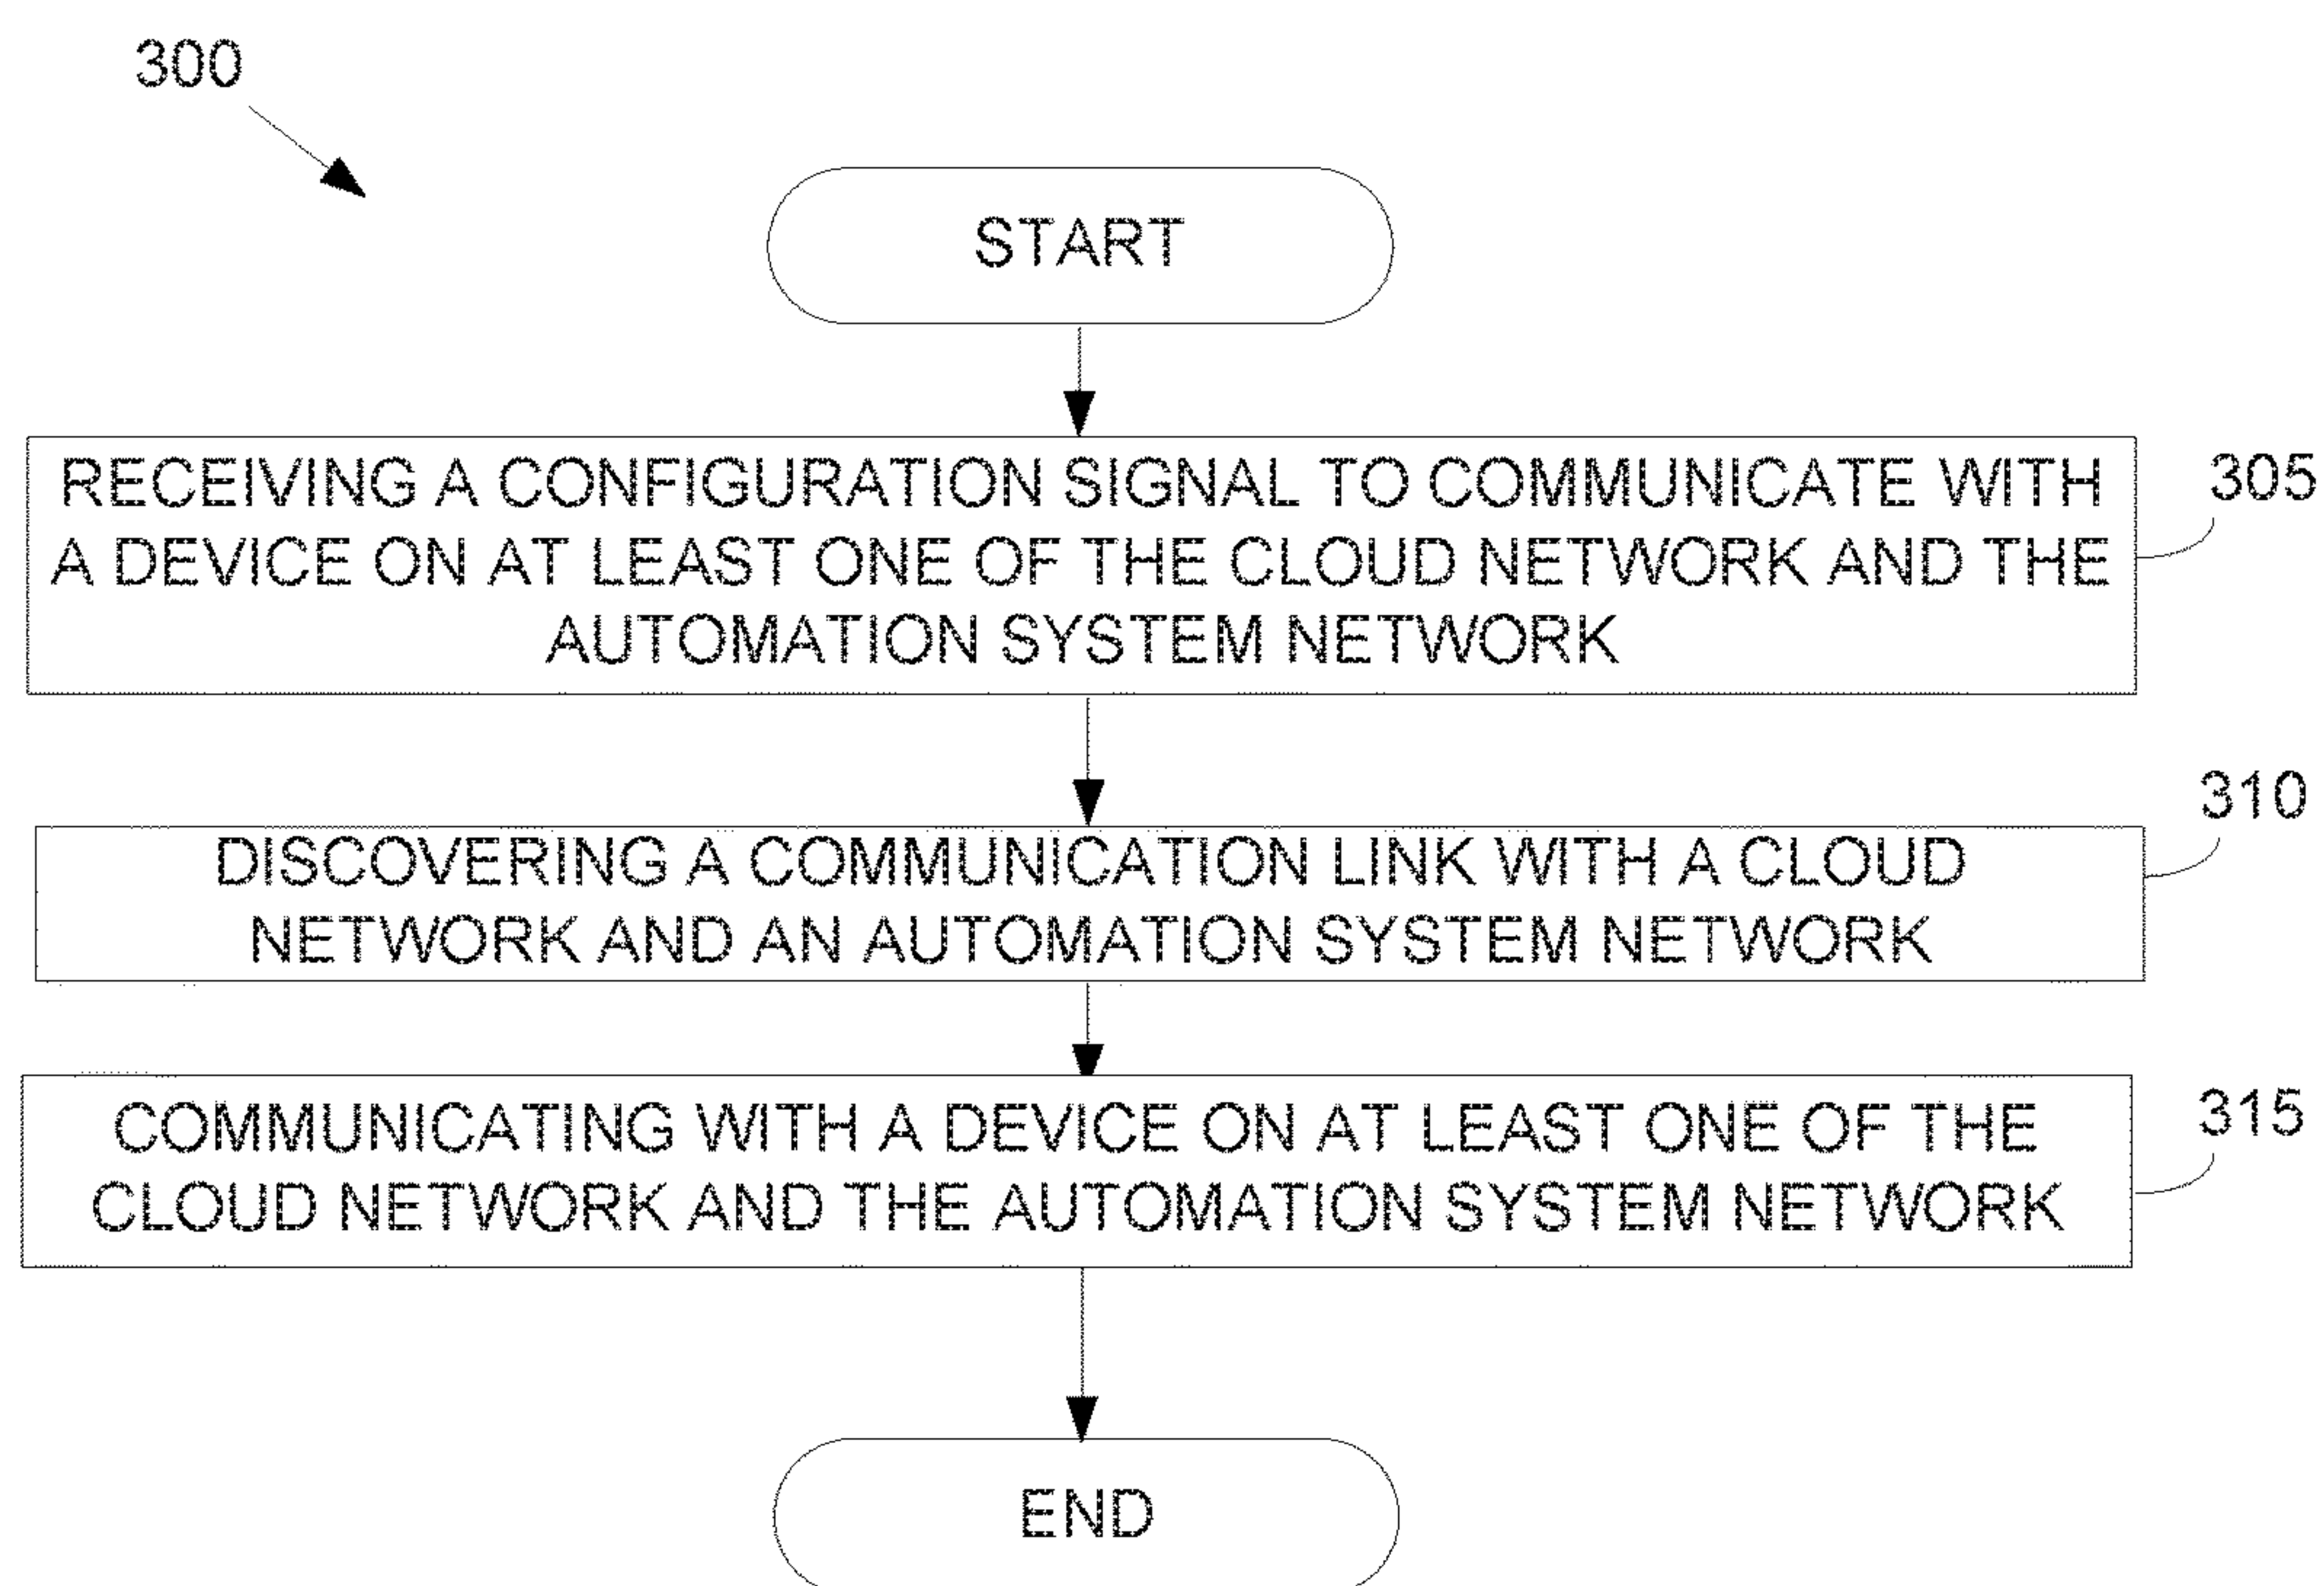 300
START
RECEIVING A CONFIGURATION SIGNAL TO COMMUNICATE WITH
A DEVICE ON AT LEAST ONE OF THE CLOUD NETWORK AND THE
AUTOMATION SYSTEM NETWORK
305
DISCOVERING A COMMUNICATION LINK WITH A CLOUD
NETWORK AND AN AUTOMATION SYSTEM NETWORK
310
COMMUNICATING WITH A DEVICE ON AT LEAST ONE OF THE
CLOUD NETWORK AND THE AUTOMATION SYSTEM NETWORK
315
END